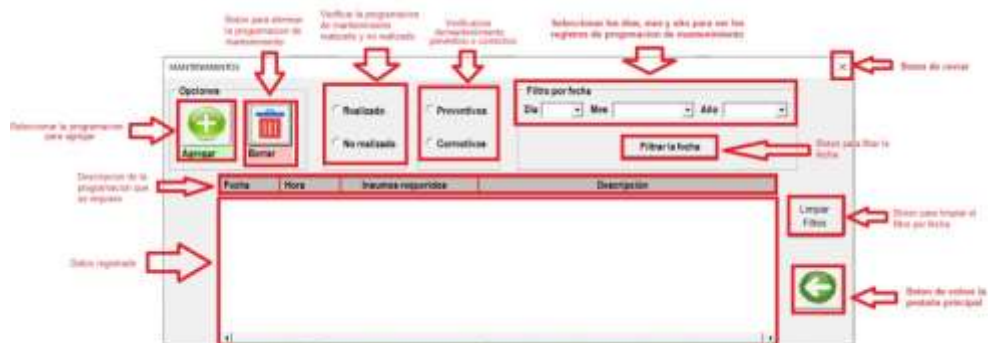 Boton para eliminar
la programacion de
mantenimiento
Verificar la programacion
de mantenimiento
realizado y no realizado
Verificacion
de mantenimiento
preventivo o correctivo
Seleccionar los dias, mes y año para ver los
registros de programacion de mantenimiento
MANTENIMIENTOS
×
Boton de cerrar
Opciones
Agregar
Borrar
Realizado
No realizado
Preventivos
Correctivos
Filtro por fecha
Dia
Mes
Año
Filtrar la fecha
Seleccionar la programacion
para agregar
Boton para filtrar la
fecha
Descripcion de la
programacion que
se requiere
Fecha
Hora
Insumos requeridos
Descripción
Limpiar
Filtros
Boton para limpiar el
filtro por fecha
Datos registrado
Boton de volver la
pestaña principal